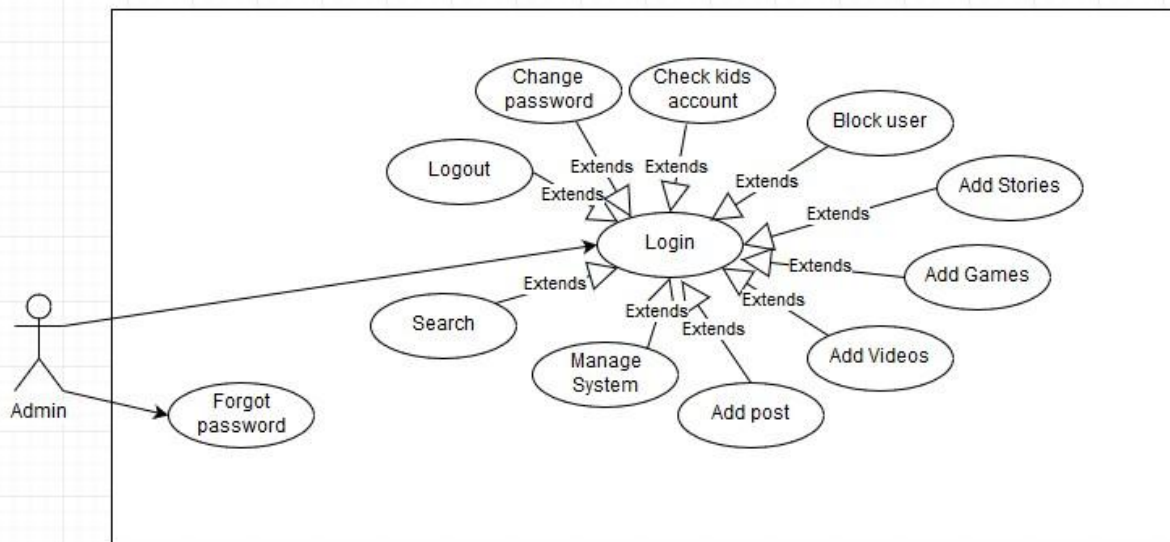 Change
password
Check kids
account
Block user
Logout
Extends
Extends
Extends
Extends
Add Stories
Extends
Login
Extends
Add Games
Extends
Search
Extends
Extends
Extends
Manage
System
Add Videos
Add post
Admin
Forgot
password